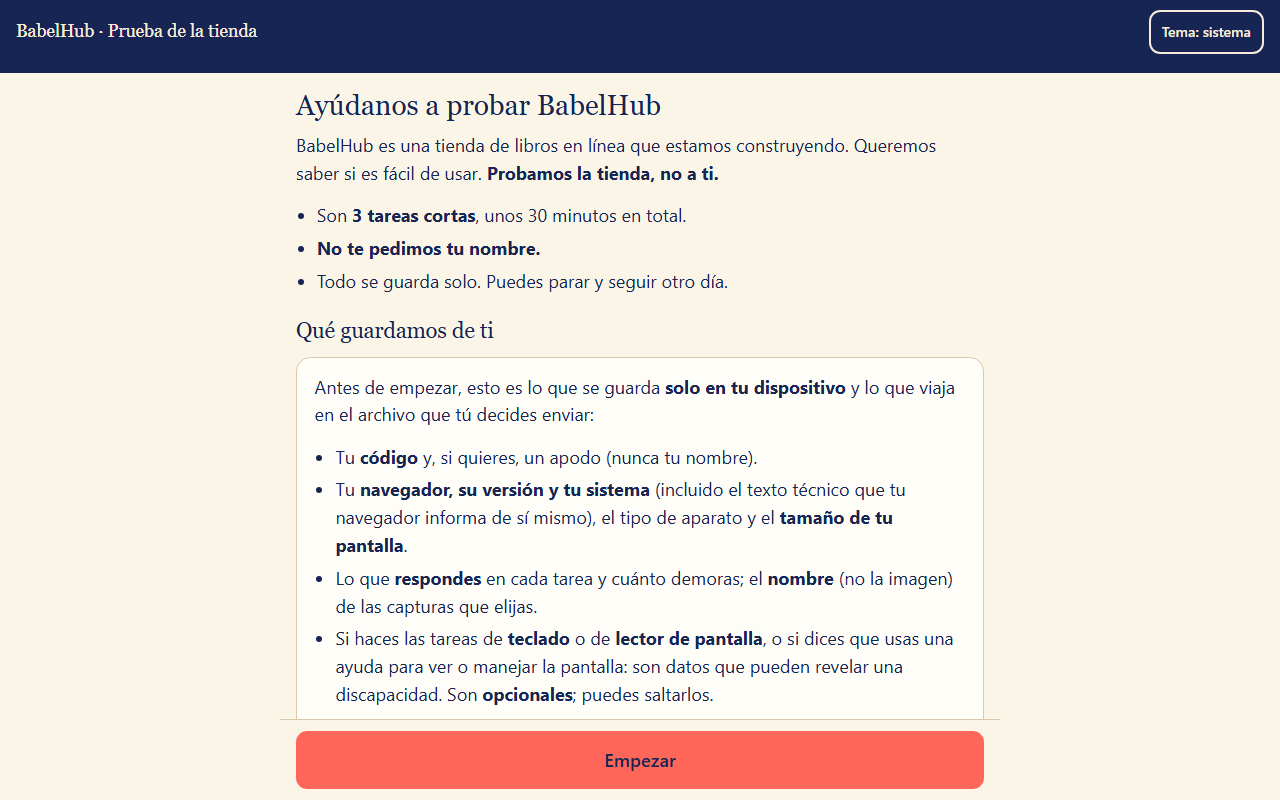 BabelHub · Prueba de la tienda
Tema: sistema
Ayúdanos a probar BabelHub
BabelHub es una tienda de libros en línea que estamos construyendo. Queremos
saber si es fácil de usar. Probamos la tienda, no a ti.
• Son 3 tareas cortas, unos 30 minutos en total.
• No te pedimos tu nombre.
• Todo se guarda solo. Puedes parar y seguir otro día.
Qué guardamos de ti
Antes de empezar, esto es lo que se guarda solo en tu dispositivo y lo que viaja
en el archivo que tú decides enviar:
• Tu código y, si quieres, un apodo (nunca tu nombre).
• Tu navegador, su versión y tu sistema (incluido el texto técnico que tu
navegador informa de sí mismo), el tipo de aparato y el tamaño de tu
pantalla.
• Lo que respondes en cada tarea y cuánto demoras; el nombre (no la imagen)
de las capturas que elijas.
• Si haces las tareas de teclado o de lector de pantalla, o si dices que usas una
ayuda para ver o manejar la pantalla: son datos que pueden revelar una
discapacidad. Son opcionales; puedes saltarlos.
Empezar